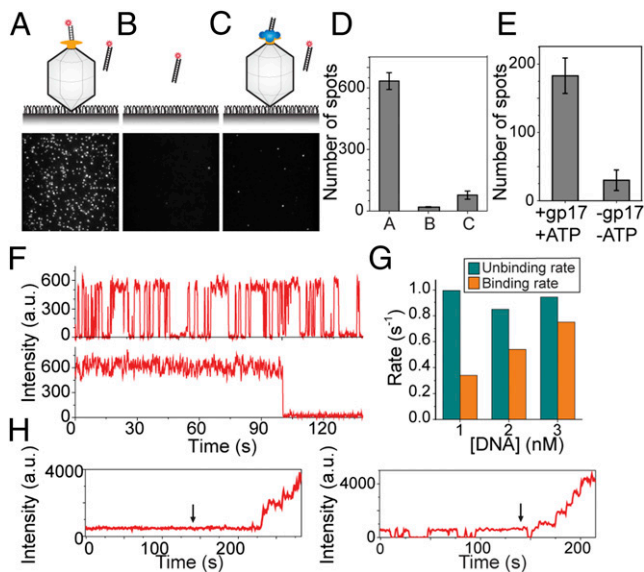 A B C D E
Number of spots
600
300
0
A B C
Number of spots
200
100
0
+gp17 -gp17
+ATP -ATP
F
Intensity (a.u.)
600
300
0
Intensity (a.u.)
600
300
0
0 30 60 90 120
Time (s)
G
Unbinding rate
Binding rate
Rate (s-1)
1.0
0.8
0.6
0.4
0.2
0.0
1 2 3
[DNA] (nM)
H
Intensity (a.u.)
4000
0
0 100 200
Time (s)
Intensity (a.u.)
4000
0
0 100 200
Time (s)